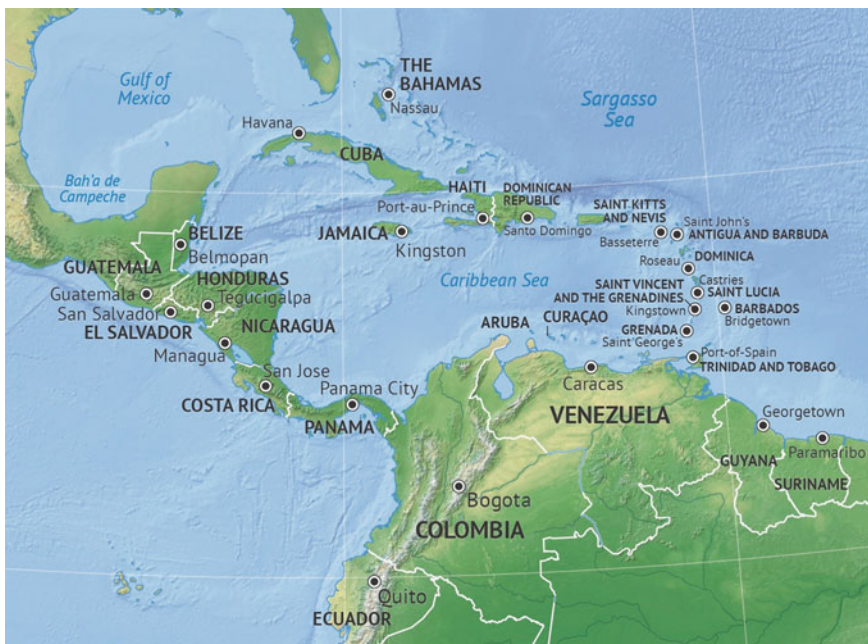 Gulf of
Mexico
THE
BAHAMAS
Nassau
Sargasso
Sea
Havana
CUBA
Bah'a de
Campeche
HAITI
DOMINICAN
REPUBLIC
Port-au-Prince
Santo Domingo
SAINT KITTS
AND NEVIS
Basseterre
Saint John's
ANTIGUA AND BARBUDA
BELIZE
Belmopan
JAMAICA
Kingston
DOMINICA
Roseau
GUATEMALA
Guatemala
HONDURAS
Tegucigalpa
Caribbean Sea
Castries
SAINT LUCIA
SAINT VINCENT
AND THE GRENADINES
Kingstown
BARBADOS
Bridgetown
San Salvador
EL SALVADOR
NICARAGUA
Managua
ARUBA
CURAÇAO
GRENADA
Saint George's
Port-of-Spain
TRINIDAD AND TOBAGO
San Jose
COSTA RICA
Panama City
PANAMA
Caracas
VENEZUELA
Georgetown
GUYANA
Paramaribo
SURINAME
Bogota
COLOMBIA
Quito
ECUADOR